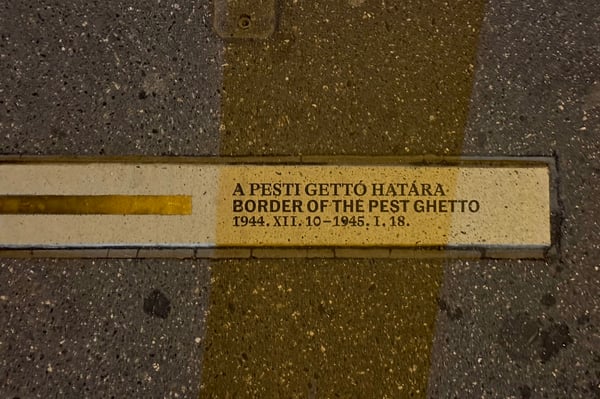 A PESTI GETTÓ HATÁRA
BORDER OF THE PEST GHETTO
1944. XII. 10–1945. I. 18.